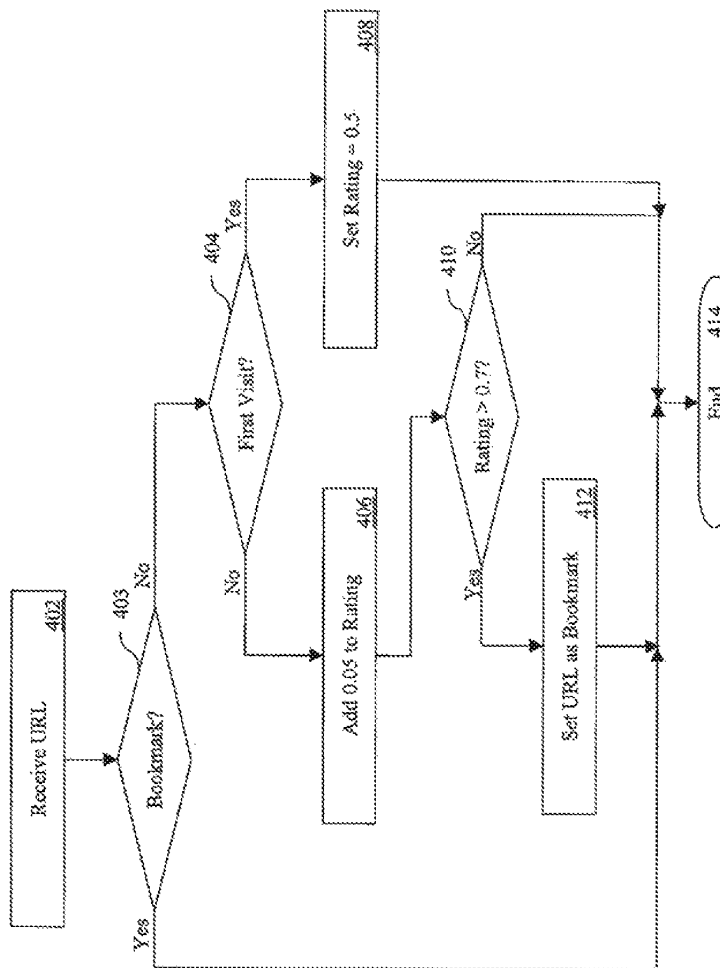 Receive URL
402
403
Bookmark?
Yes
No
404
First Visit?
No
Yes
Add 0.05 to Rating
406
Set Rating = 0.5
408
410
Rating > 0.7?
Yes
No
Set URL as Bookmark
412
End
414